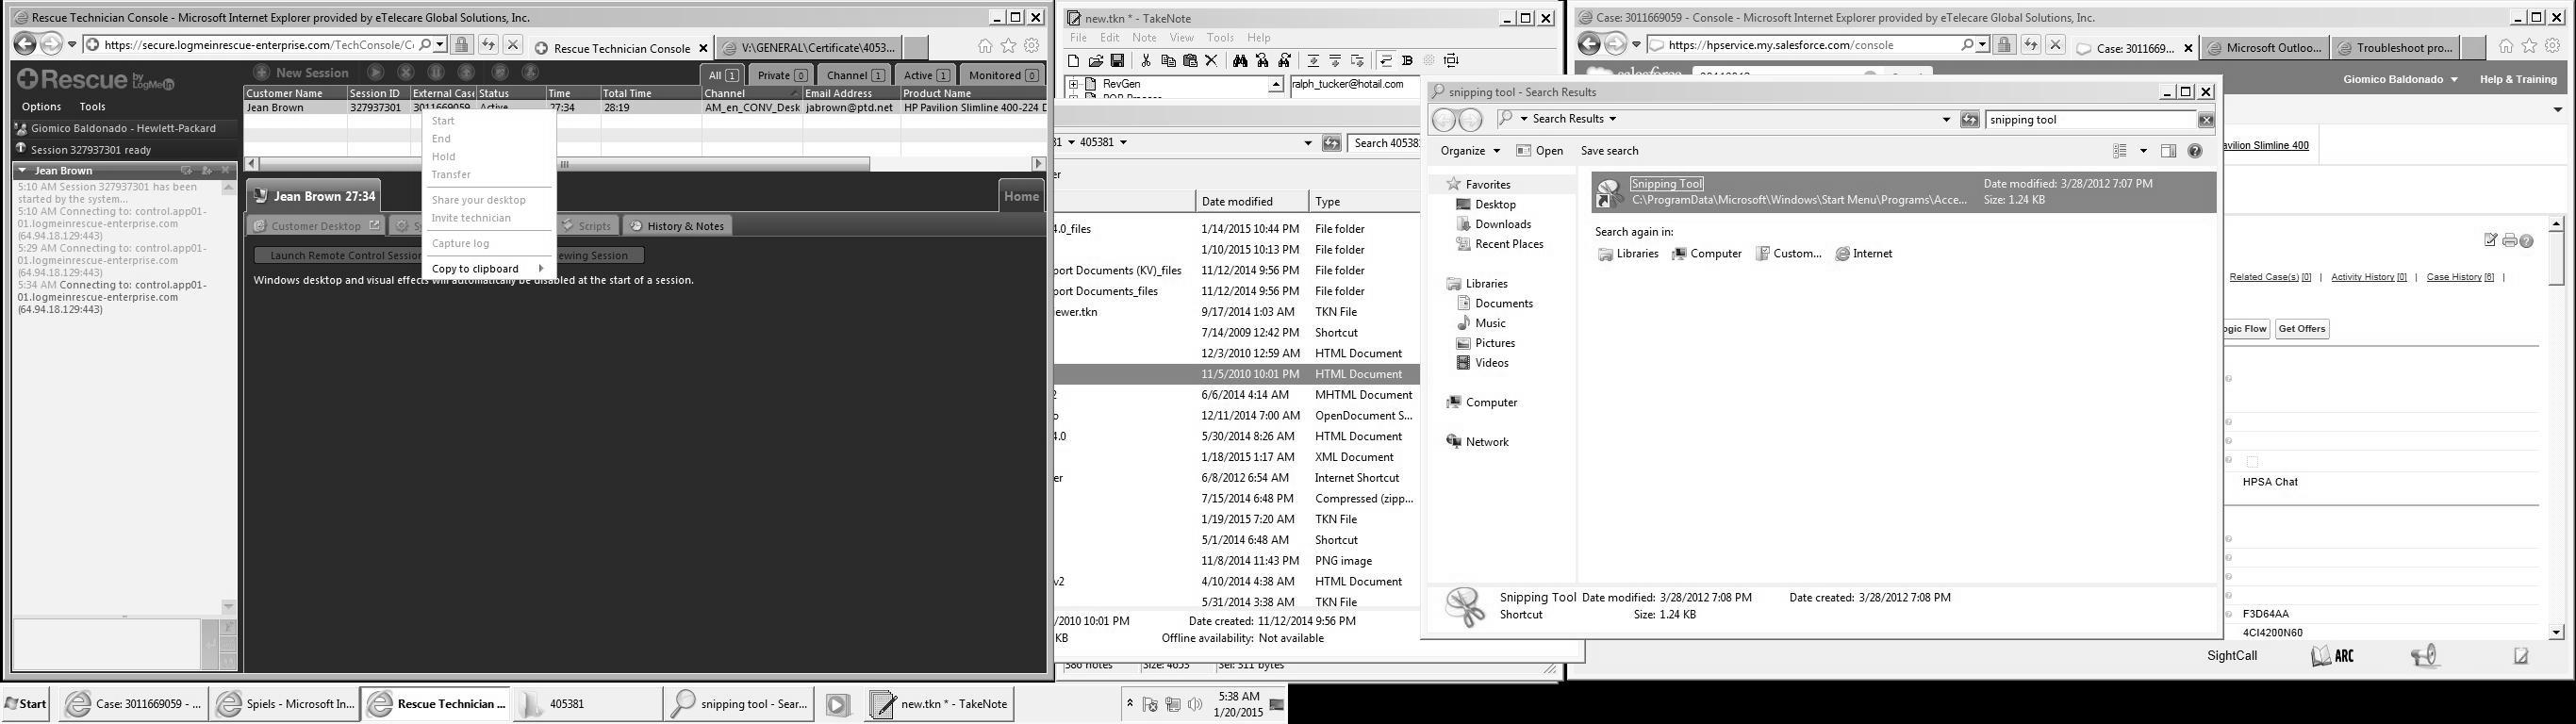 Rescue Technician Console - Microsoft Internet Explorer provided by eTelecare Global Solutions, Inc.
https://secure.logmeinrescue-enterprise.com/TechConsole/C
Rescue Technician Console
V:\GENERAL\Certificate\4053...
Rescue by LogMeIn
New Session
All 1
Private 0
Channel 1
Active 1
Monitored 0
Options Tools
Customer Name Session ID External Case Status Time Total Time Channel Email Address Product Name
Jean Brown 327937301 3011669059 Active 27:34 28:19 AM_en_CONV_Desk jabrown@ptd.net HP Pavilion Slimline 400-224 D
Giomico Baldonado - Hewlett-Packard
Session 327937301 ready
Jean Brown
5:10 AM Session 327937301 has been
started by the system...
5:10 AM Connecting to: control.app01-
01.logmeinrescue-enterprise.com
(64.94.18.129:443)
5:29 AM Connecting to: control.app01-
01.logmeinrescue-enterprise.com
(64.94.18.129:443)
5:34 AM Connecting to: control.app01-
01.logmeinrescue-enterprise.com
(64.94.18.129:443)
Start
End
Hold
Transfer
Share your desktop
Invite technician
Capture log
Copy to clipboard
Jean Brown 27:34
Home
Customer Desktop
Scripts
History & Notes
Launch Remote Control Session
ewing Session
Windows desktop and visual effects will automatically be disabled at the start of a session.
new.tkn * - TakeNote
File Edit Note View Tools Help
RevGen
ralph_tucker@hotail.com
405381
Search 405381
Date modified Type
4.0_files 1/14/2015 10:44 PM File folder
1/10/2015 10:13 PM File folder
port Documents (KV)_files 11/12/2014 9:56 PM File folder
port Documents_files 11/12/2014 9:56 PM File folder
ewer.tkn 9/17/2014 1:03 AM TKN File
7/14/2009 12:42 PM Shortcut
12/3/2010 12:59 AM HTML Document
11/5/2010 10:01 PM HTML Document
2 6/6/2014 4:14 AM MHTML Document
o 12/11/2014 7:00 AM OpenDocument S...
4.0 5/30/2014 8:26 AM HTML Document
1/18/2015 1:17 AM XML Document
er 6/8/2012 6:54 AM Internet Shortcut
7/15/2014 6:48 PM Compressed (zipp...
1/19/2015 7:20 AM TKN File
5/1/2014 6:48 AM Shortcut
11/8/2014 11:43 PM PNG image
v2 4/10/2014 4:38 AM HTML Document
5/31/2014 3:38 AM TKN File
/2010 10:01 PM Date created: 11/12/2014 9:56 PM
KB Offline availability: Not available
580 notes Size: 4653 Sel: 311 bytes
snipping tool - Search Results
Search Results
snipping tool
Organize Open Save search
Favorites
Desktop
Downloads
Recent Places
Libraries
Documents
Music
Pictures
Videos
Computer
Network
Snipping Tool Date modified: 3/28/2012 7:07 PM
C:\ProgramData\Microsoft\Windows\Start Menu\Programs\Acce... Size: 1.24 KB
Search again in:
Libraries Computer Custom... Internet
Snipping Tool Date modified: 3/28/2012 7:08 PM Date created: 3/28/2012 7:08 PM
Shortcut Size: 1.24 KB
Case: 3011669059 - Console - Microsoft Internet Explorer provided by eTelecare Global Solutions, Inc.
https://hpservice.my.salesforce.com/console
Case: 3011669...
Microsoft Outloo...
Troubleshoot pro...
Giomico Baldonado Help & Training
avilion Slimline 400
Related Case(s) [0] | Activity History [0] | Case History [6] |
ogic Flow Get Offers
HPSA Chat
F3D64AA
4CI4200N60
SightCall ARC
Start
Case: 3011669059 - ...
Spiels - Microsoft In...
Rescue Technician ...
405381
snipping tool - Sear...
new.tkn * - TakeNote
5:38 AM
1/20/2015